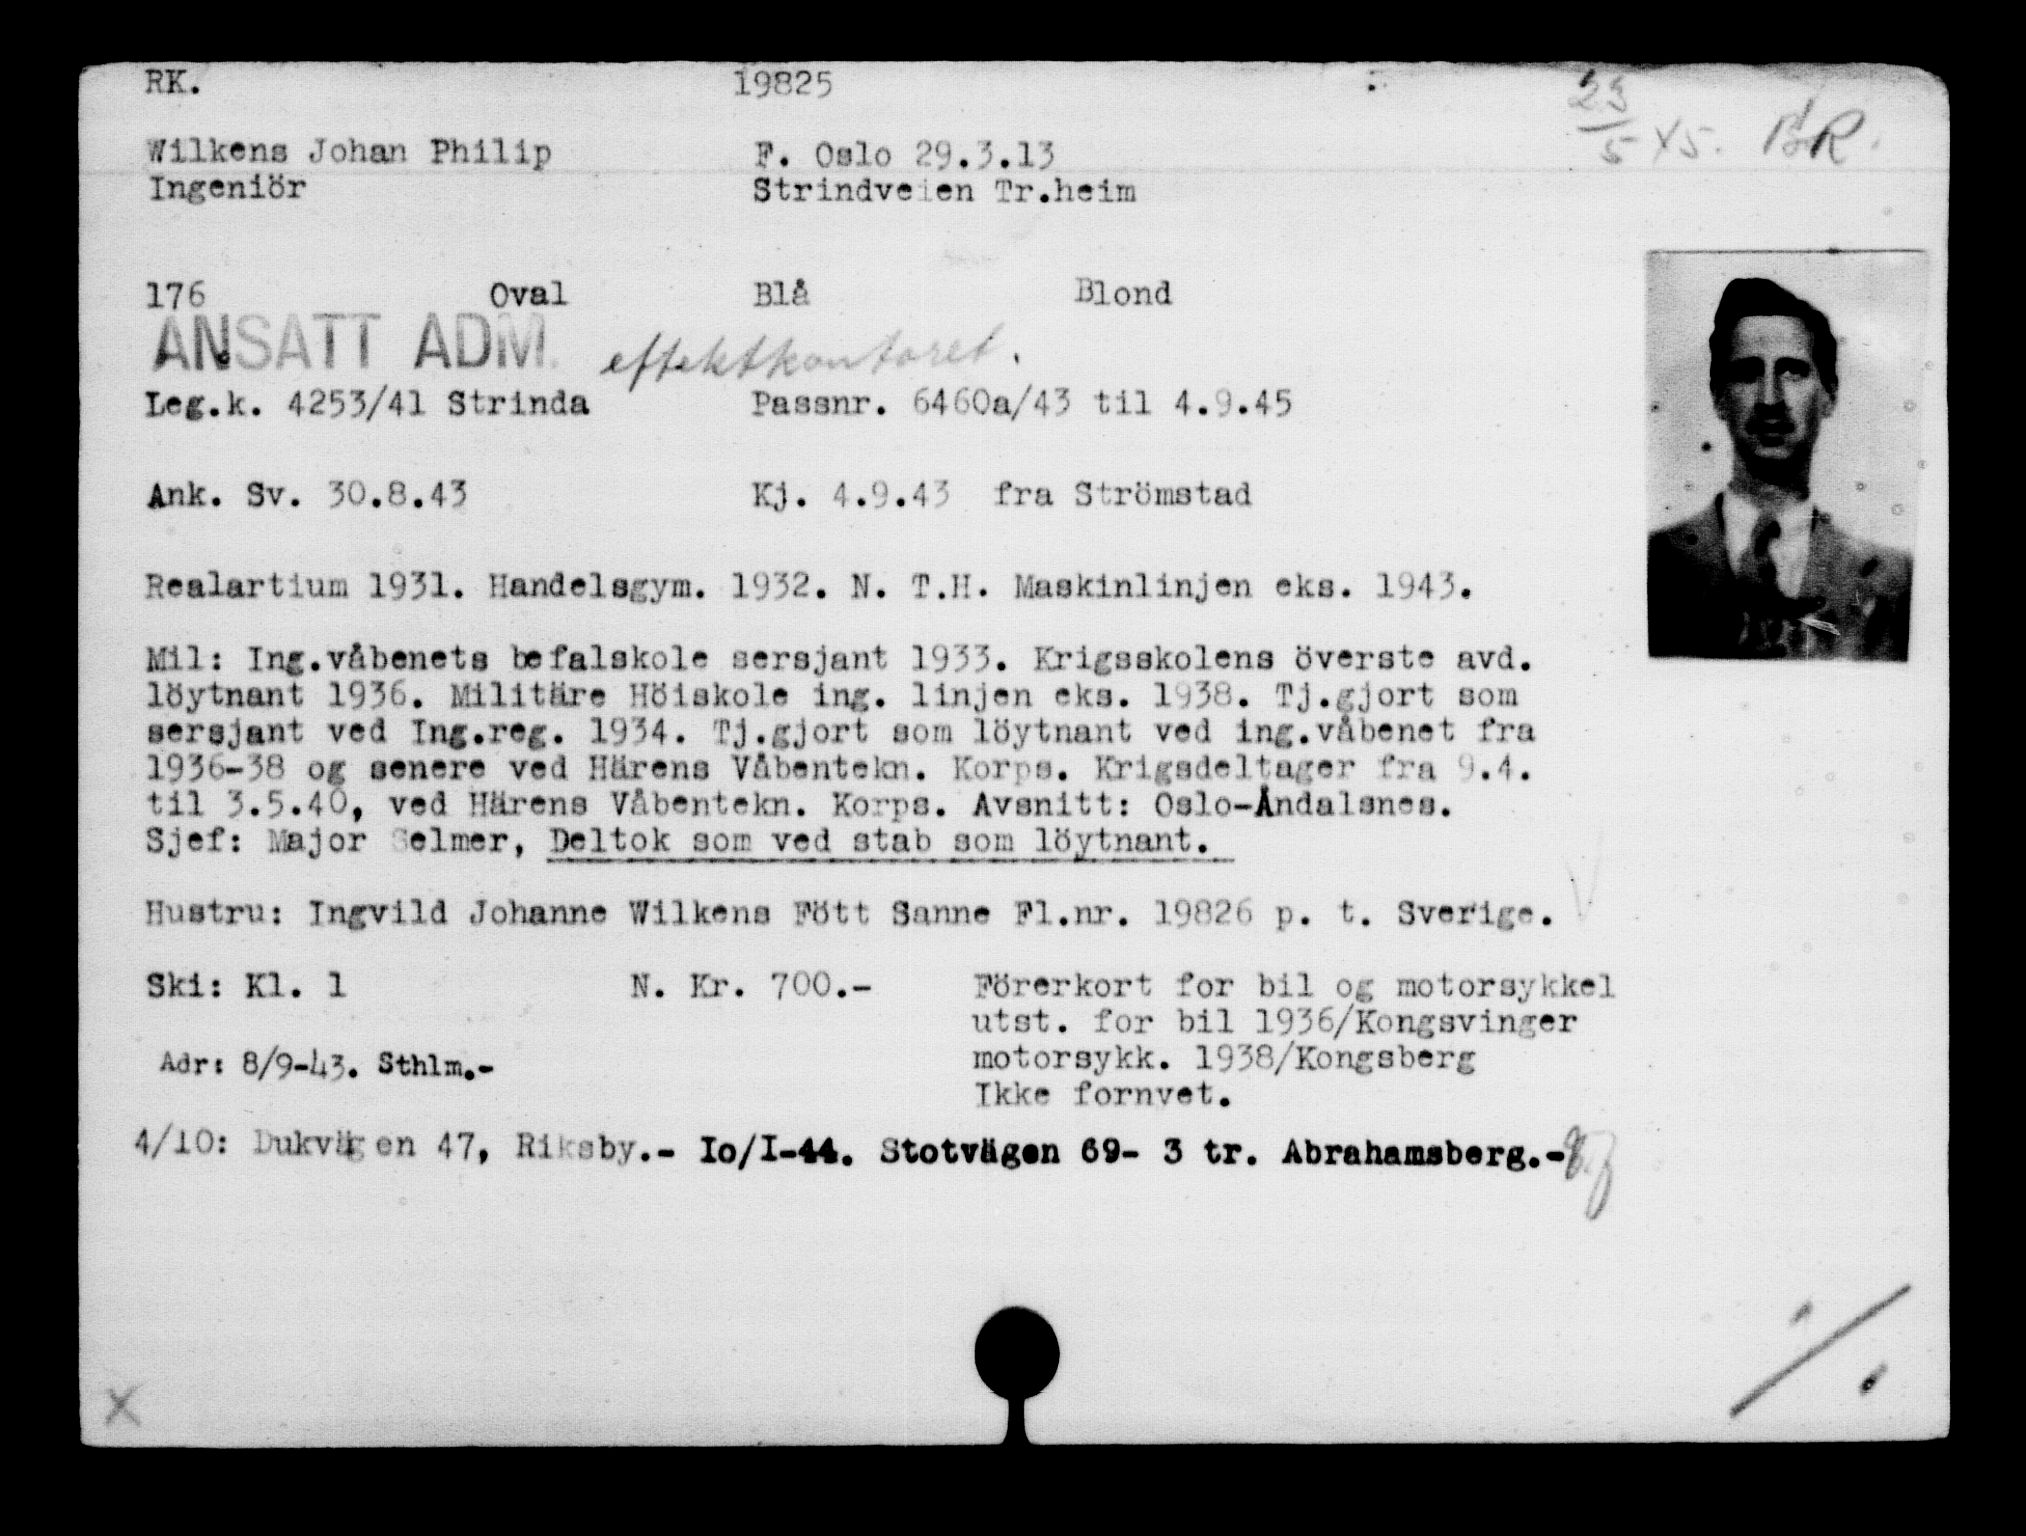 RK. 19825 23/5 45. BR.
Wilkens Johan Philip F. Oslo 29.3.13
Ingeniör Strindveien Tr.heim
176 Oval Blå Blond
ANSATT ADM. effektkontoret.
Leg.k. 4253/41 Strinda Passnr. 6460a/43 til 4.9.45
Ank. Sv. 30.8.43 Kj. 4.9.43 fra Strömstad
Realartium 1931. Handelsgym. 1932. N. T.H. Maskinlinjen eks. 1943.
Mil: Ing.våbenets befalskole sersjant 1933. Krigsskolens överste avd.
löytnant 1936. Militäre Höiskole ing. linjen eks. 1938. Tj.gjort som
sersjant ved Ing.reg. 1934. Tj.gjort som löytnant ved ing.våbenet fra
1936-38 og senere ved Härens Våbentekn. Korps. Krigsdeltager fra 9.4.
til 3.5.40, ved Härens Våbentekn. Korps. Avsnitt: Oslo-Åndalsnes.
Sjef: Major Selmer, Deltok som ved stab som löytnant.
Hustru: Ingvild Johanne Wilkens Fött Sanne Fl.nr. 19826 p. t. Sverige.
Ski: Kl. 1 N. Kr. 700.- Förerkort for bil og motorsykkel
utst. for bil 1936/Kongsvinger
Adr: 8/9-43. Sthlm.- motorsykk. 1938/Kongsberg
Ikke fornvet.
4/10: Dukvägen 47, Riksby.- Io/I-44. Stotvägen 69- 3 tr. Abrahamsberg.-
X